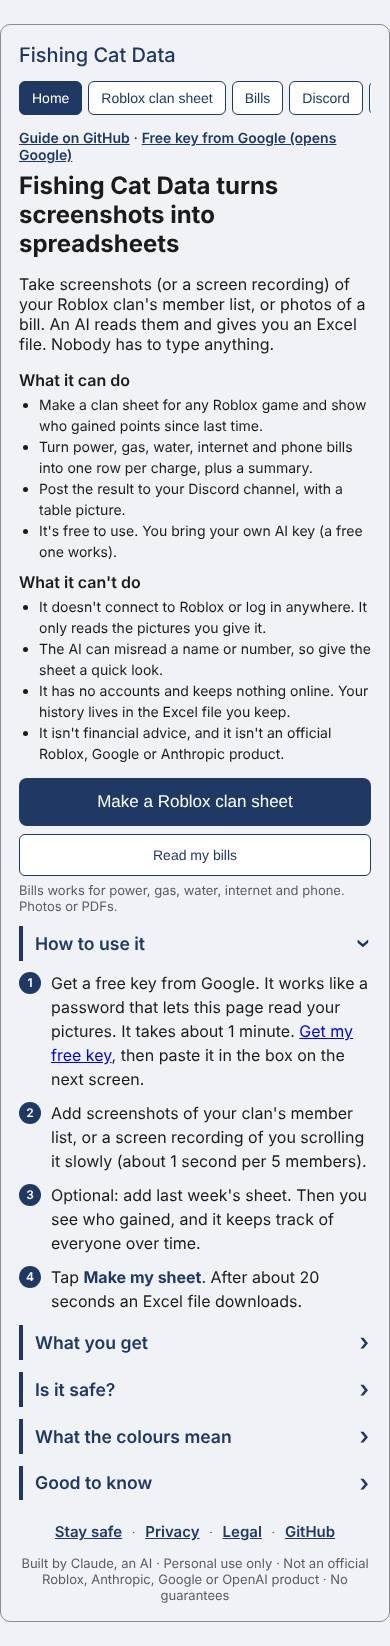 Fishing Cat Data
Home
Roblox clan sheet
Bills
Discord
Guide on GitHub · Free key from Google (opens
Google)
Fishing Cat Data turns
screenshots into
spreadsheets
Take screenshots (or a screen recording) of
your Roblox clan's member list, or photos of a
bill. An AI reads them and gives you an Excel
file. Nobody has to type anything.
What it can do
• Make a clan sheet for any Roblox game and show
who gained points since last time.
• Turn power, gas, water, internet and phone bills
into one row per charge, plus a summary.
• Post the result to your Discord channel, with a
table picture.
• It's free to use. You bring your own AI key (a free
one works).
What it can't do
• It doesn't connect to Roblox or log in anywhere. It
only reads the pictures you give it.
• The AI can misread a name or number, so give the
sheet a quick look.
• It has no accounts and keeps nothing online. Your
history lives in the Excel file you keep.
• It isn't financial advice, and it isn't an official
Roblox, Google or Anthropic product.
Make a Roblox clan sheet
Read my bills
Bills works for power, gas, water, internet and phone.
Photos or PDFs.
How to use it
1 Get a free key from Google. It works like a
password that lets this page read your
pictures. It takes about 1 minute. Get my
free key, then paste it in the box on the
next screen.
2 Add screenshots of your clan's member
list, or a screen recording of you scrolling
it slowly (about 1 second per 5 members).
3 Optional: add last week's sheet. Then you
see who gained, and it keeps track of
everyone over time.
4 Tap Make my sheet. After about 20
seconds an Excel file downloads.
What you get
Is it safe?
What the colours mean
Good to know
Stay safe · Privacy · Legal · GitHub
Built by Claude, an AI · Personal use only · Not an official
Roblox, Anthropic, Google or OpenAI product · No
guarantees